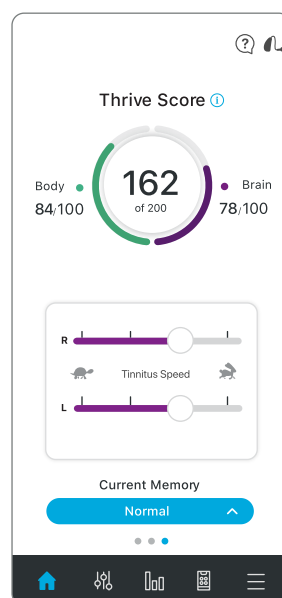 ?
Thrive Score i
Body
84/100
162
of 200
Brain
78/100
R
Tinnitus Speed
L
Current Memory
Normal